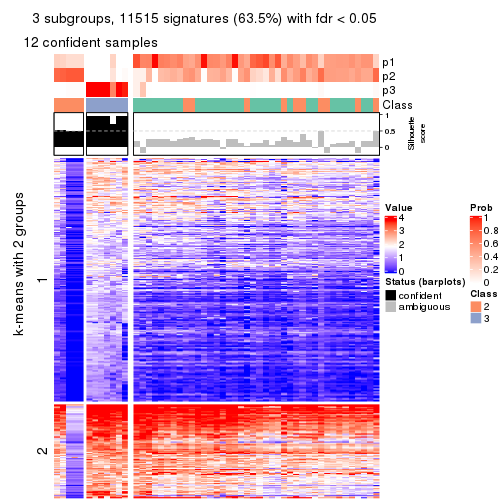 3 subgroups, 11515 signatures (63.5%) with fdr < 0.05
12 confident samples
p1
p2
p3
Class
1
0.5
0
Silhouette
score
k-means with 2 groups
1
2
Value
4
3
2
1
0
Status (barplots)
confident
ambiguous
Prob
1
0.8
0.6
0.4
0.2
0
Class
2
3